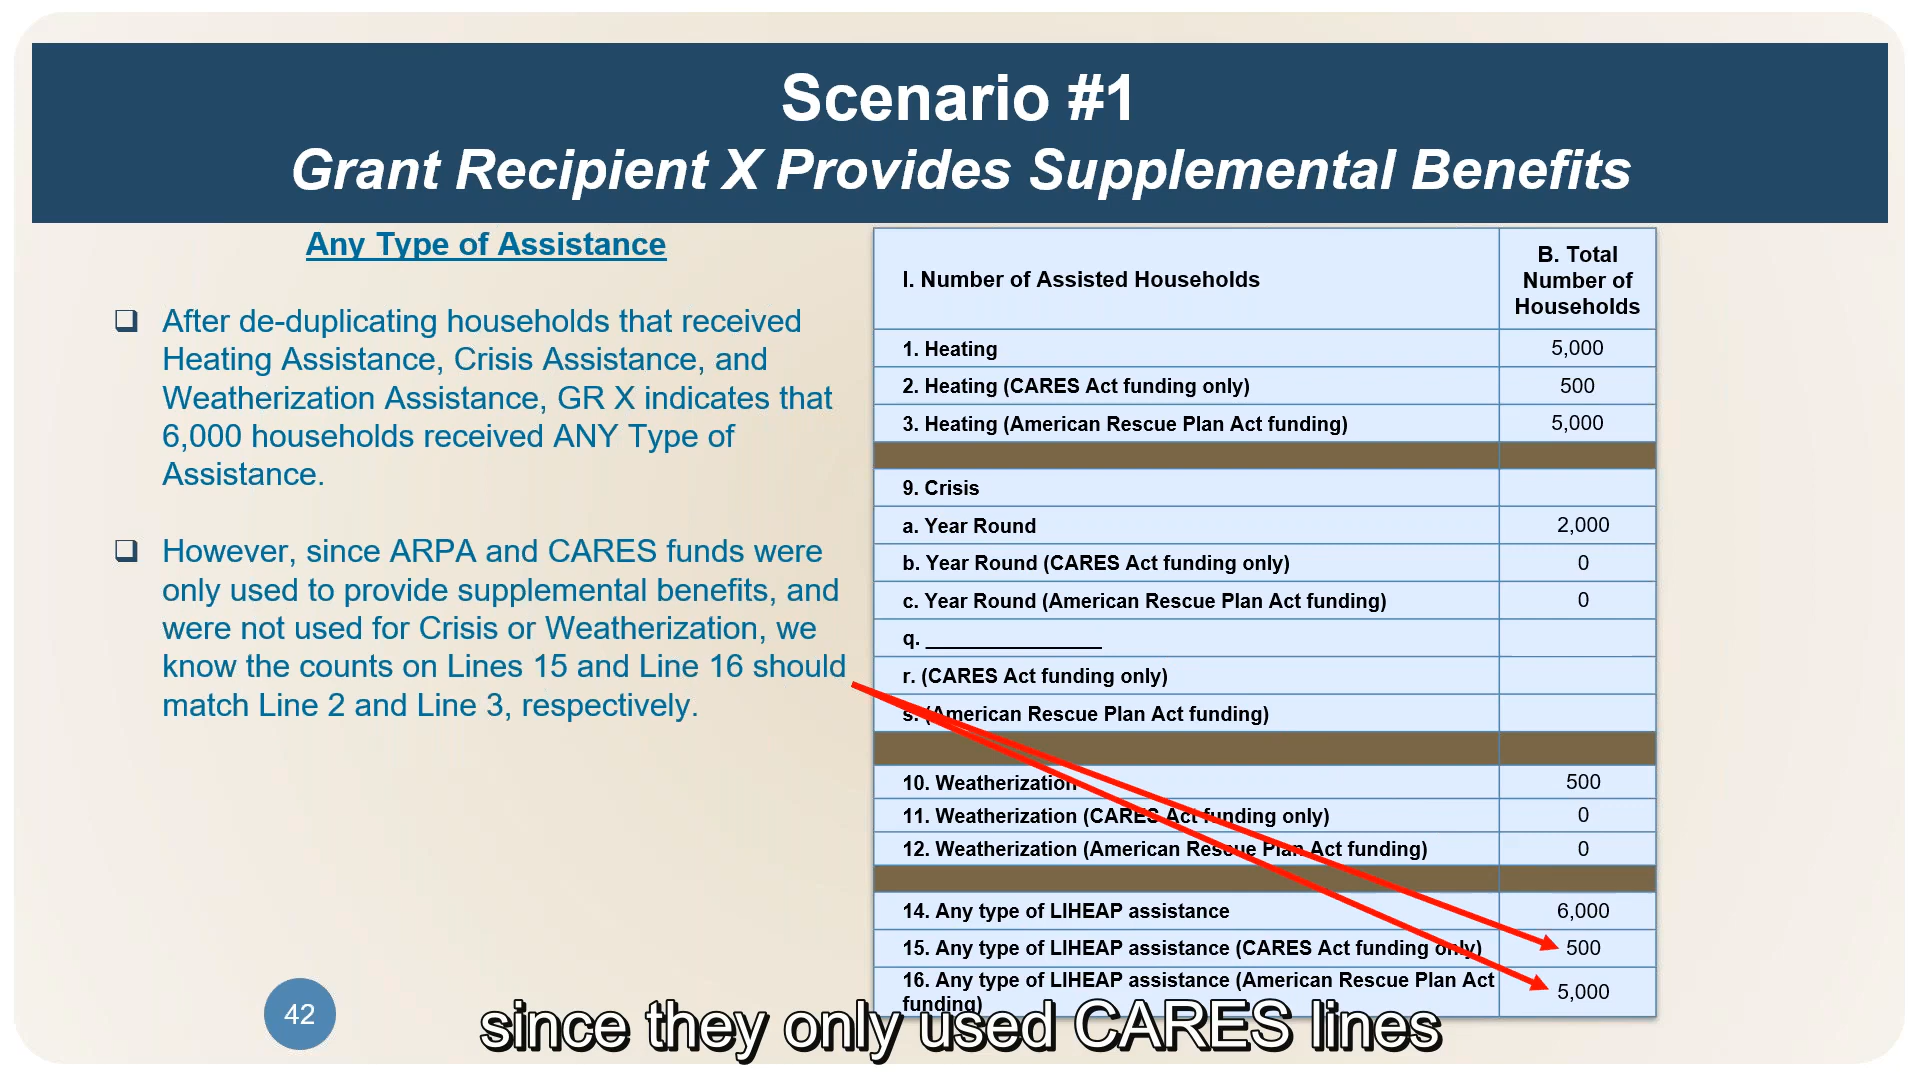 Scenario #1
Grant Recipient X Provides Supplemental Benefits
Any Type of Assistance
After de-duplicating households that received
Heating Assistance, Crisis Assistance, and
Weatherization Assistance, GR X indicates that
6,000 households received ANY Type of
Assistance.
However, since ARPA and CARES funds were
only used to provide supplemental benefits, and
were not used for Crisis or Weatherization, we
know the counts on Lines 15 and Line 16 should
match Line 2 and Line 3, respectively.
I. Number of Assisted Households
B. Total
Number of
Households
1. Heating 5,000
2. Heating (CARES Act funding only) 500
3. Heating (American Rescue Plan Act funding) 5,000
9. Crisis
a. Year Round 2,000
b. Year Round (CARES Act funding only) 0
c. Year Round (American Rescue Plan Act funding) 0
q. ________________
r. (CARES Act funding only)
s. (American Rescue Plan Act funding)
10. Weatherization 500
11. Weatherization (CARES Act funding only) 0
12. Weatherization (American Rescue Plan Act funding) 0
14. Any type of LIHEAP assistance 6,000
15. Any type of LIHEAP assistance (CARES Act funding only) 500
16. Any type of LIHEAP assistance (American Rescue Plan Act
funding) 5,000
42
since they only used CARES lines